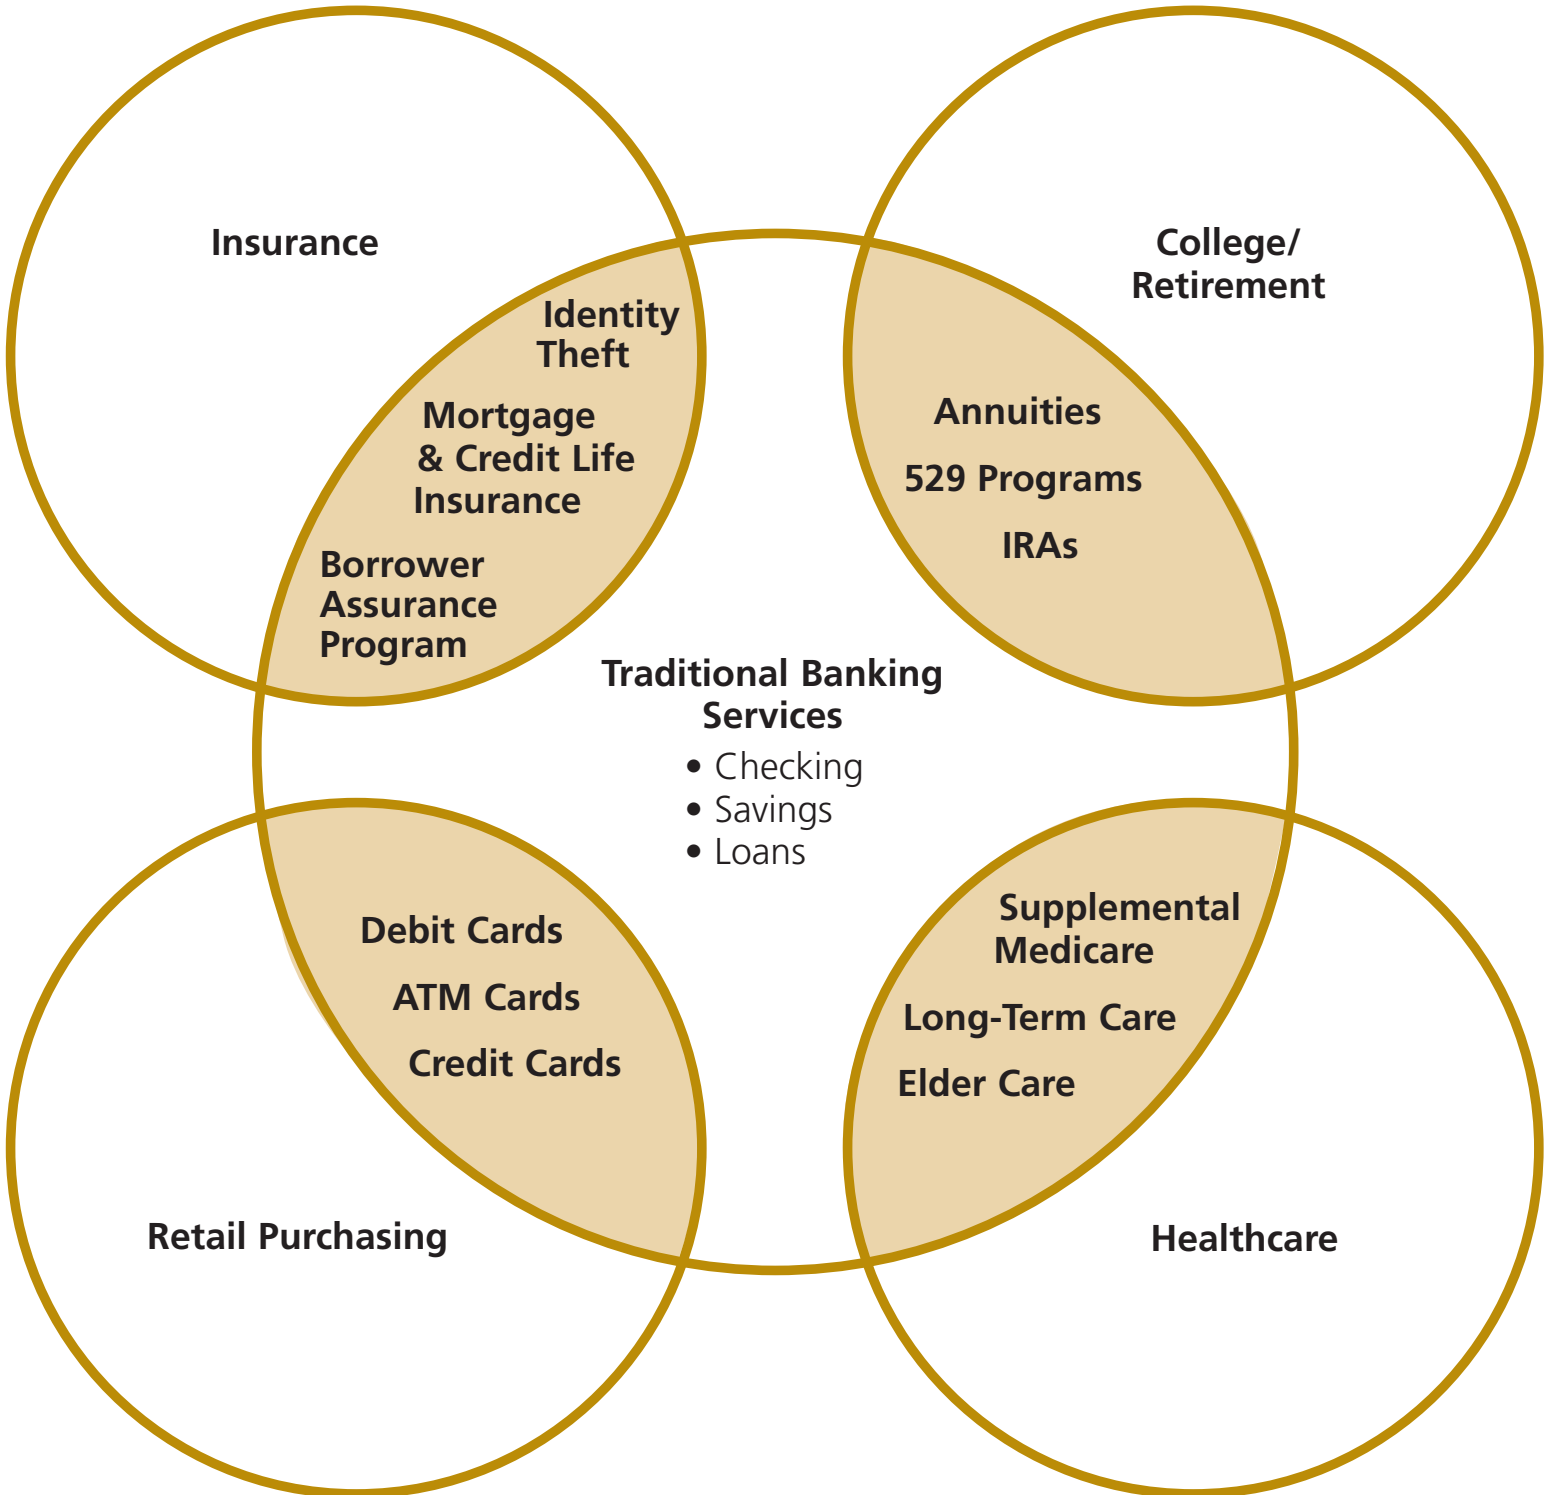 Insurance
College/
Retirement
Identity
Theft
Mortgage
& Credit Life
Insurance
Borrower
Assurance
Program
Annuities
529 Programs
IRAs
Traditional Banking
Services
• Checking
• Savings
• Loans
Debit Cards
ATM Cards
Credit Cards
Supplemental
Medicare
Long-Term Care
Elder Care
Retail Purchasing
Healthcare